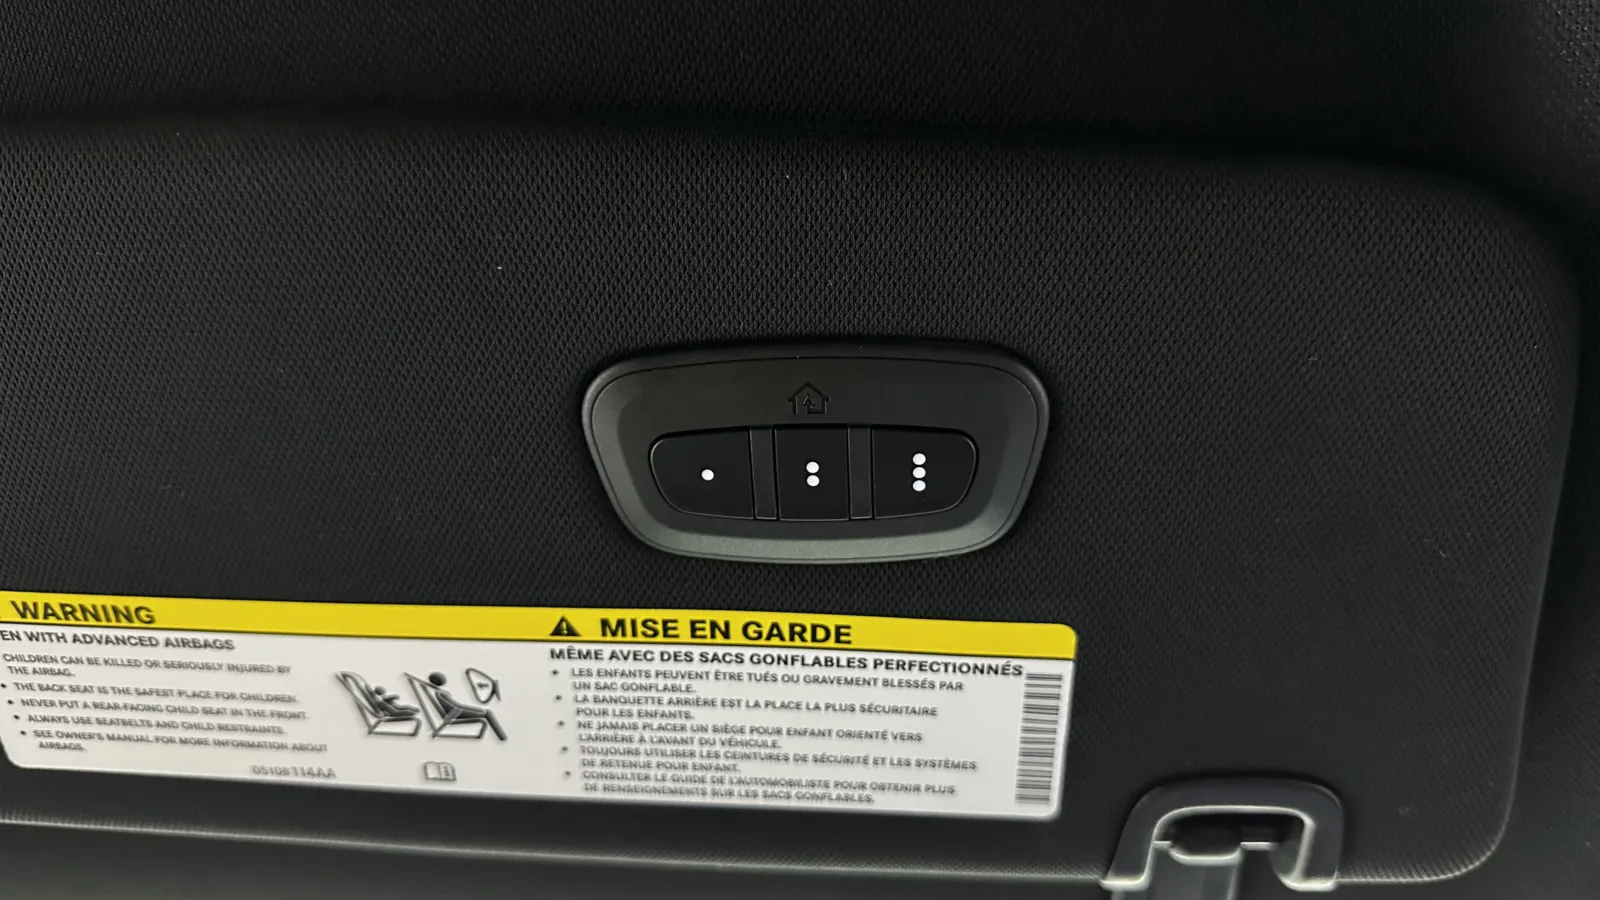 WARNING
EN WITH ADVANCED AIRBAGS
CHILDREN CAN BE KILLED OR SERIOUSLY INJURED BY
THE AIRBAG.
• THE BACK SEAT IS THE SAFEST PLACE FOR CHILDREN.
• NEVER PUT A REAR-FACING CHILD SEAT IN THE FRONT.
• ALWAYS USE SEATBELTS AND CHILD RESTRAINTS.
• SEE OWNER'S MANUAL FOR MORE INFORMATION ABOUT
AIRBAGS.
MISE EN GARDE
MÊME AVEC DES SACS GONFLABLES PERFECTIONNÉS
• LES ENFANTS PEUVENT ÊTRE TUÉS OU GRAVEMENT BLESSÉS PAR
UN SAC GONFLABLE.
• LA BANQUETTE ARRIÈRE EST LA PLACE LA PLUS SÉCURITAIRE
POUR LES ENFANTS.
• NE JAMAIS PLACER UN SIÈGE POUR ENFANT ORIENTÉ VERS
L'ARRIÈRE À L'AVANT DU VÉHICULE.
• TOUJOURS UTILISER LES CEINTURES DE SÉCURITÉ ET LES SYSTÈMES
DE RETENUE POUR ENFANT.
• CONSULTER LE GUIDE DE L'AUTOMOBILISTE POUR OBTENIR PLUS
DE RENSEIGNEMENTS SUR LES SACS GONFLABLES.